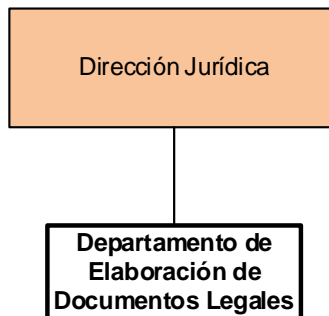 Dirección Jurídica
Departamento de
Elaboración de
Documentos Legales